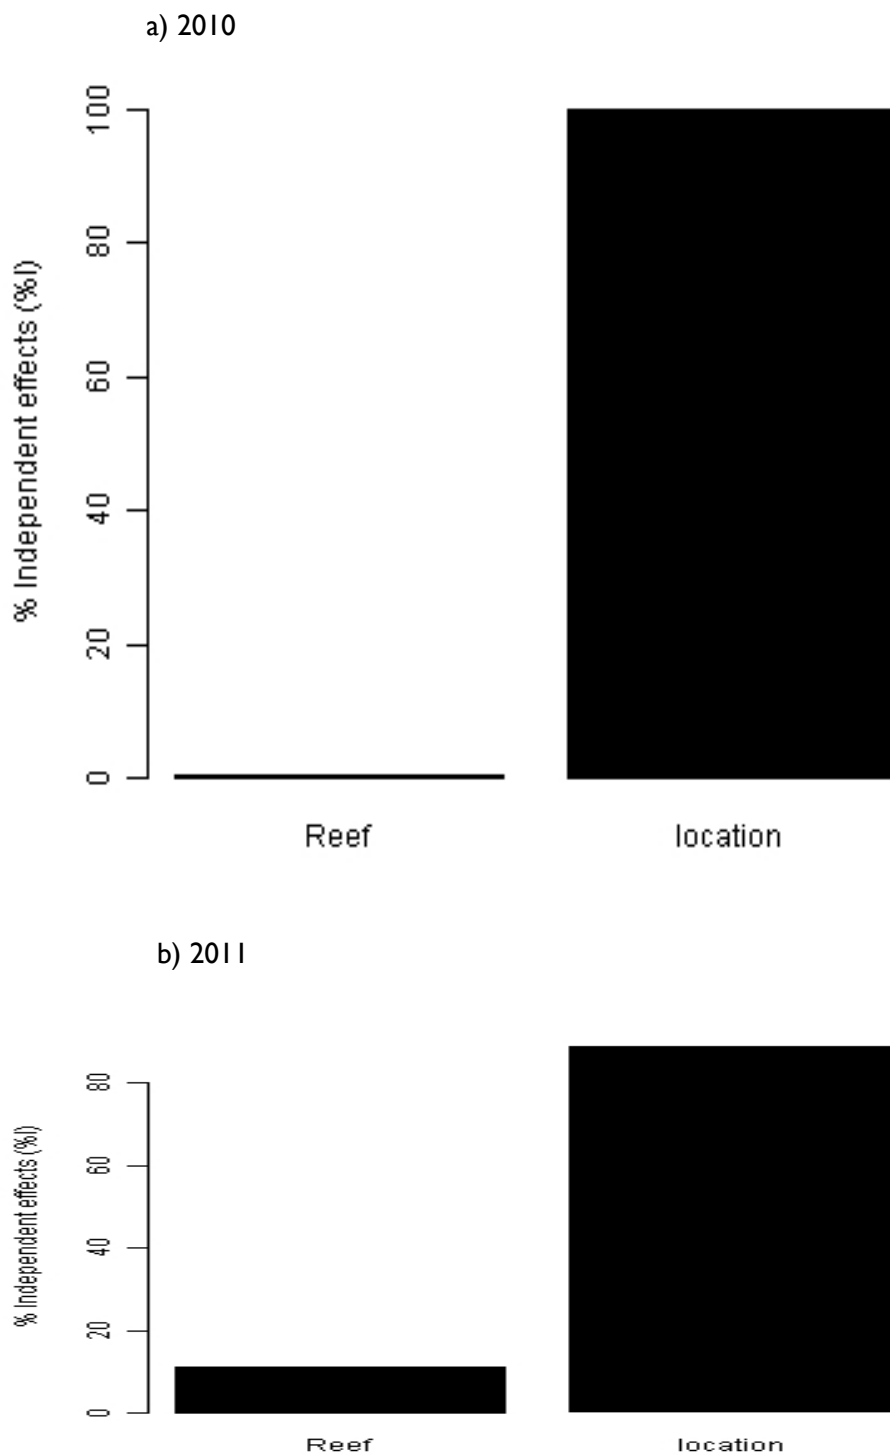 a) 2010
% Independent effects (%I)
100
80
60
40
20
0
Reef location
b) 2011
% Independent effects (%I)
80
60
40
20
0
Reef location